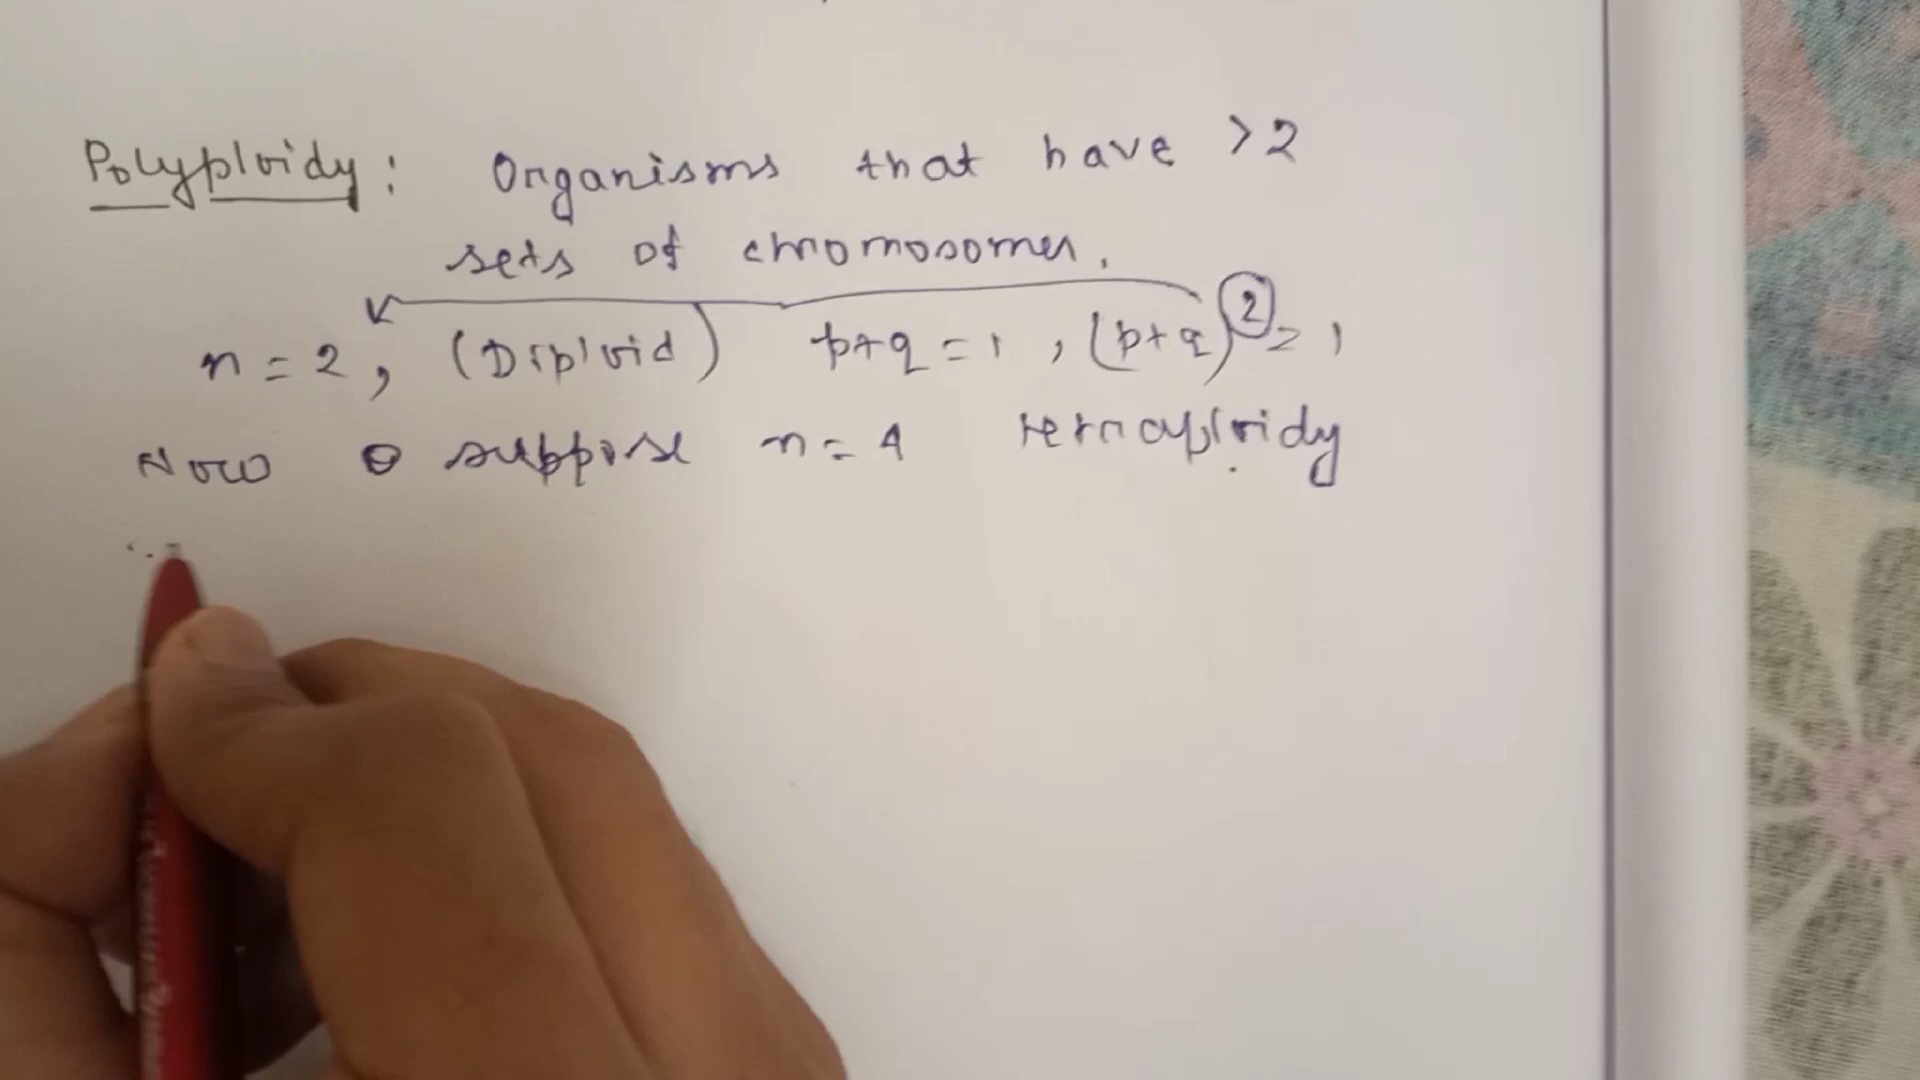 Polyploidy: Organisms that have >2
sets of chromosomes.
n = 2, (Diploid) p+q = 1, (p+q)² = 1
Now suppose n = 4 tetraploidy